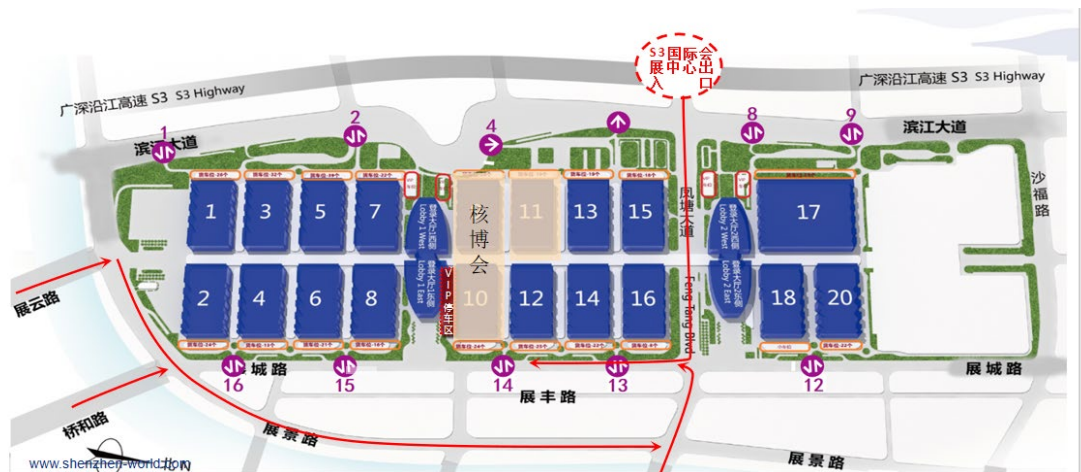 S3国际会
展中心出
入口
广深沿江高速 S3 S3 Highway
广深沿江高速 S3 S3 Highway
滨江大道
滨江大道
1
2
4
8
9
沙福路
凤塘大道
Feng Tang Blvd
1
3
5
7
核博会
11
13
15
17
登录大厅1西侧
Lobby 1 West
登录大厅1东侧
Lobby 1 East
登录大厅2西侧
Lobby 2 West
登录大厅2东侧
Lobby 2 East
VIP停车区
2
4
6
8
10
12
14
16
18
20
展云路
桥和路
展城路
展城路
16
15
14
13
12
展丰路
展景路
展景路
www.shenzhen-world.com
北 N